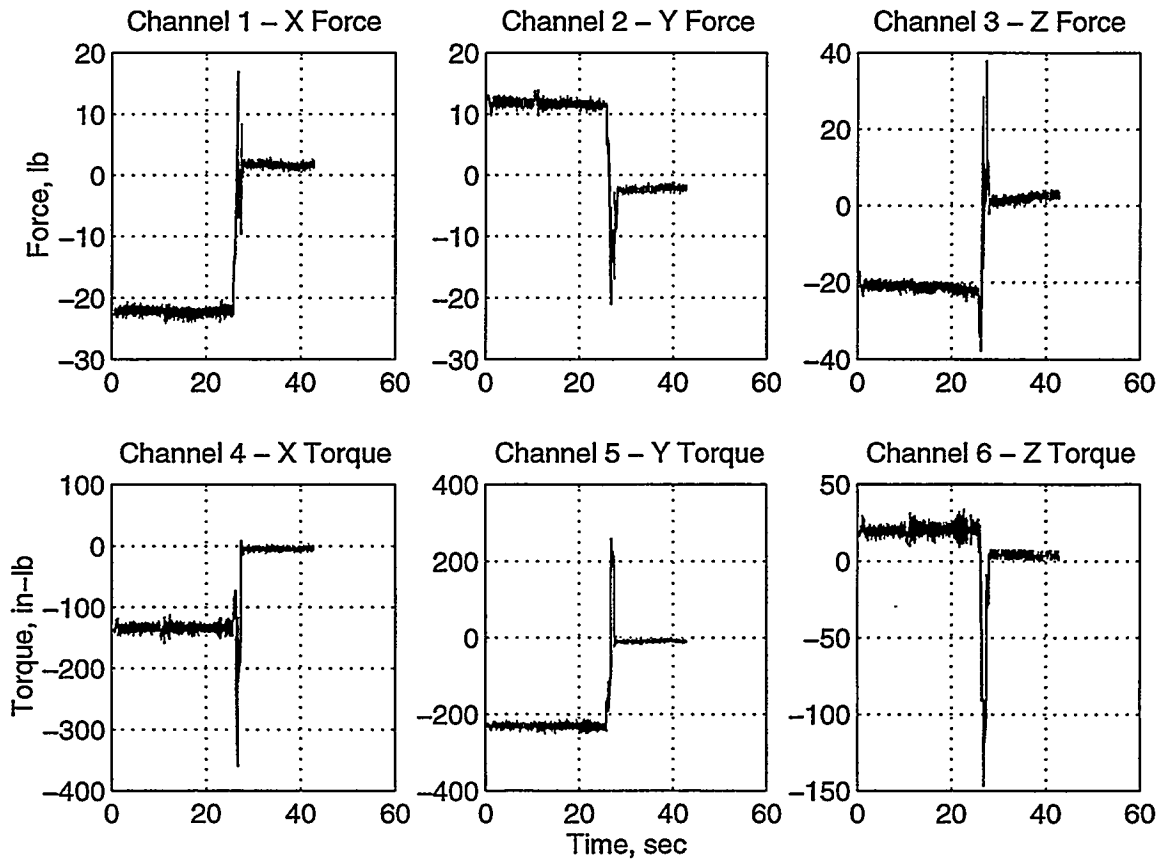 Channel 1 – X Force
Channel 2 – Y Force
Channel 3 – Z Force
Force, lb
20
10
0
−10
−20
−30
0 20 40 60
20
10
0
−10
−20
−30
0 20 40 60
40
20
0
−20
−40
0 20 40 60
Channel 4 – X Torque
Channel 5 – Y Torque
Channel 6 – Z Torque
Torque, in–lb
100
0
−100
−200
−300
−400
0 20 40 60
400
200
0
−200
−400
0 20 40 60
50
0
−50
−100
−150
0 20 40 60
Time, sec